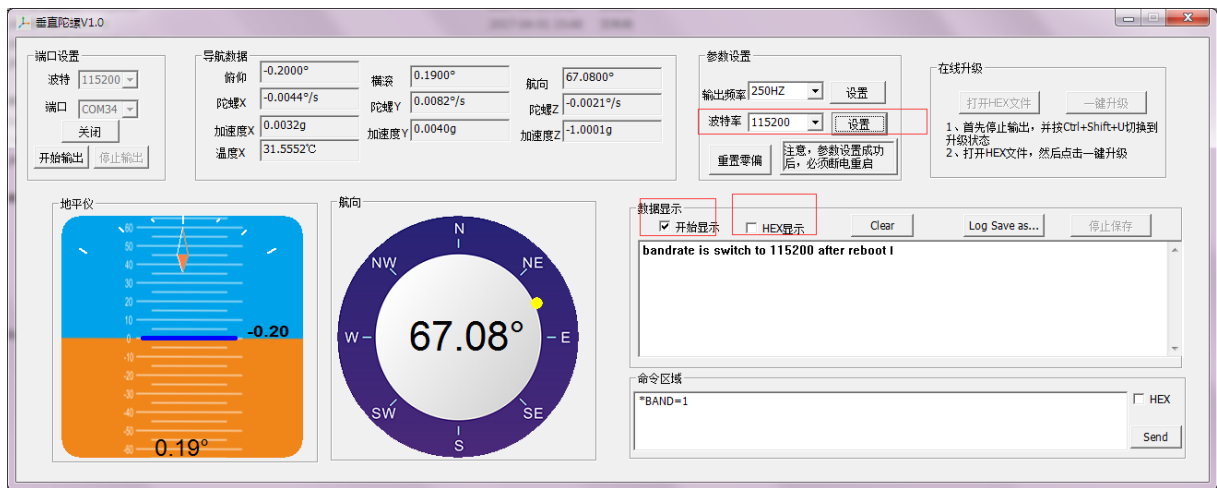 垂直陀螺V1.0
端口设置
波特 115200
端口 COM34
关闭
开始输出 停止输出
导航数据
俯仰 -0.2000° 横滚 0.1900° 航向 67.0800°
陀螺X -0.0044°/s 陀螺Y 0.0082°/s 陀螺Z -0.0021°/s
加速度X 0.0032g 加速度Y 0.0040g 加速度Z -1.0001g
温度X 31.5552℃
参数设置
输出频率 250HZ 设置
波特率 115200 设置
重置零偏 注意，参数设置成功
后，必须断电重启
在线升级
打开HEX文件 一键升级
1、首先停止输出，并按Ctrl+Shift+U切换到
升级状态
2、打开HEX文件，然后点击一键升级
地平仪
60
50
40
30
20
10
0 -0.20
-10
-20
-30
-40
-50
-60 0.19°
航向
N
NW NE
W 67.08° E
SW SE
S
数据显示
开始显示 HEX显示 Clear Log Save as... 停止保存
bandrate is switch to 115200 after reboot !
命令区域
*BAND=1 HEX
Send